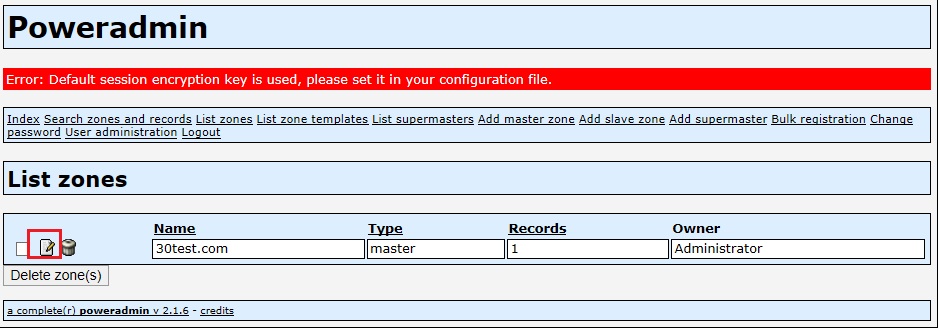 Poweradmin
Error: Default session encryption key is used, please set it in your configuration file.
Index Search zones and records List zones List zone templates List supermasters Add master zone Add slave zone Add supermaster Bulk registration Change
password User administration Logout
List zones
Name Type Records Owner
30test.com master 1 Administrator
Delete zone(s)
a complete(r) poweradmin v 2.1.6 - credits